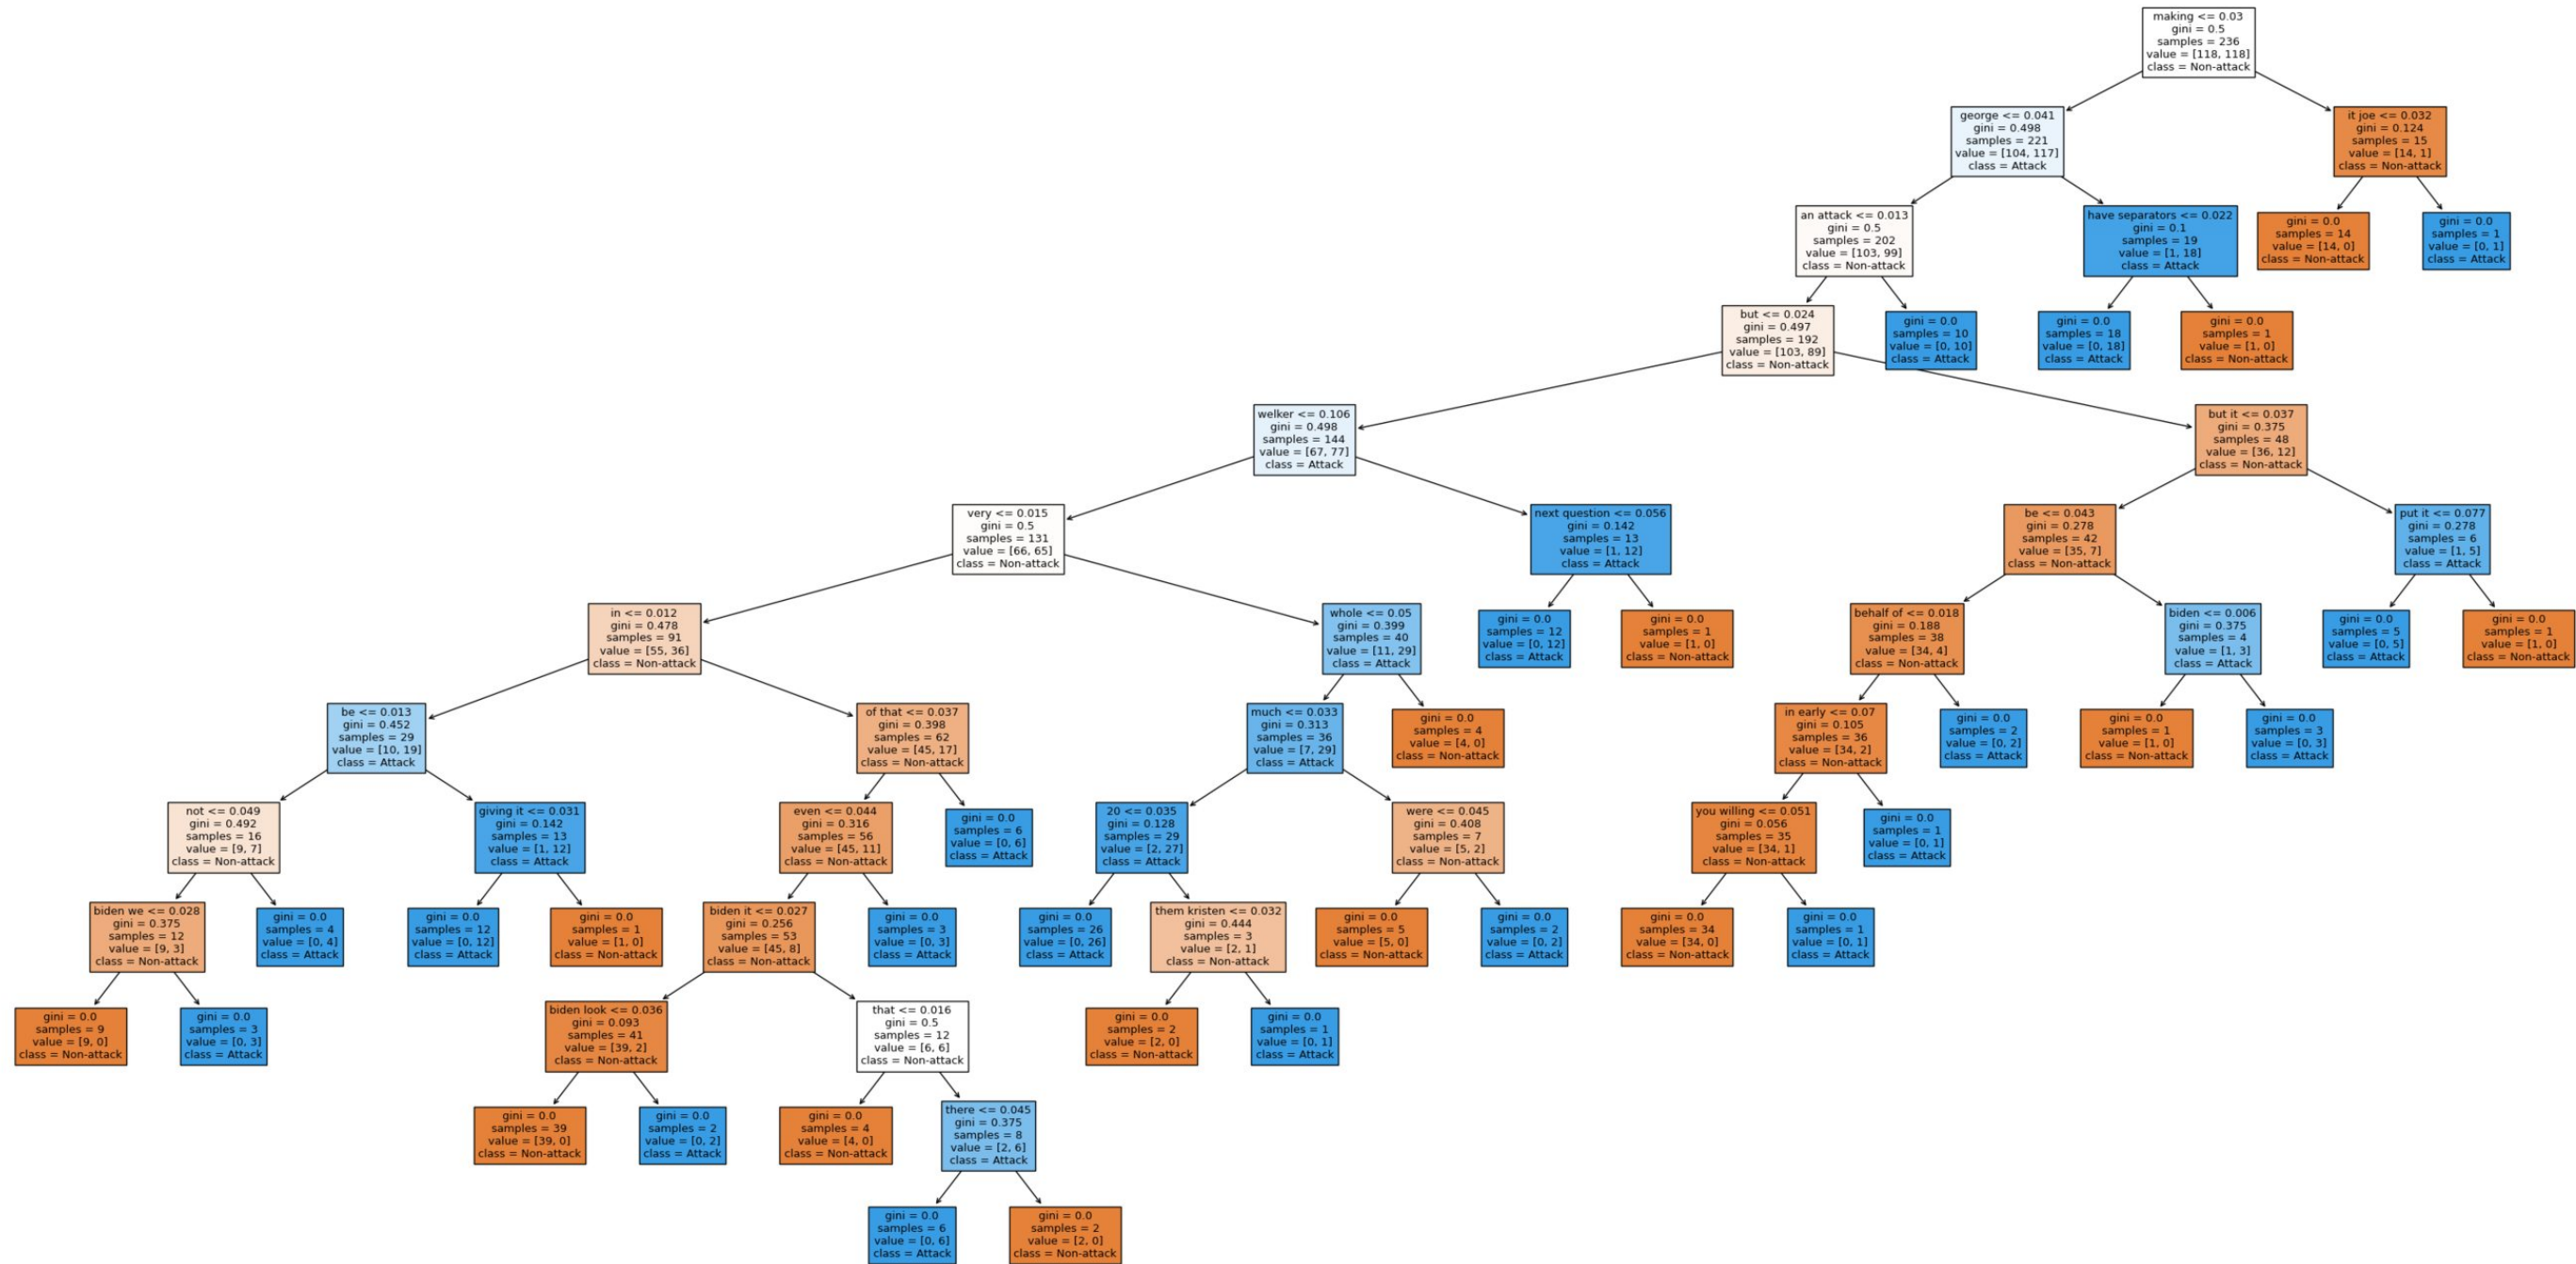 making <= 0.03
gini = 0.5
samples = 236
value = [118, 118]
class = Non-attack
george <= 0.041
gini = 0.498
samples = 221
value = [104, 117]
class = Attack
it joe <= 0.032
gini = 0.124
samples = 15
value = [14, 1]
class = Non-attack
an attack <= 0.013
gini = 0.5
samples = 202
value = [103, 99]
class = Non-attack
have separators <= 0.022
gini = 0.1
samples = 19
value = [1, 18]
class = Attack
gini = 0.0
samples = 14
value = [14, 0]
class = Non-attack
gini = 0.0
samples = 1
value = [0, 1]
class = Attack
but <= 0.024
gini = 0.497
samples = 192
value = [103, 89]
class = Non-attack
gini = 0.0
samples = 10
value = [0, 10]
class = Attack
gini = 0.0
samples = 18
value = [0, 18]
class = Attack
gini = 0.0
samples = 1
value = [1, 0]
class = Non-attack
welker <= 0.106
gini = 0.498
samples = 144
value = [67, 77]
class = Attack
but it <= 0.037
gini = 0.375
samples = 48
value = [36, 12]
class = Non-attack
very <= 0.015
gini = 0.5
samples = 131
value = [66, 65]
class = Non-attack
next question <= 0.056
gini = 0.142
samples = 13
value = [1, 12]
class = Attack
be <= 0.043
gini = 0.278
samples = 42
value = [35, 7]
class = Non-attack
put it <= 0.077
gini = 0.278
samples = 6
value = [1, 5]
class = Attack
in <= 0.012
gini = 0.478
samples = 91
value = [55, 36]
class = Non-attack
whole <= 0.05
gini = 0.399
samples = 40
value = [11, 29]
class = Attack
gini = 0.0
samples = 12
value = [0, 12]
class = Attack
gini = 0.0
samples = 1
value = [1, 0]
class = Non-attack
behalf of <= 0.018
gini = 0.188
samples = 38
value = [34, 4]
class = Non-attack
biden <= 0.006
gini = 0.375
samples = 4
value = [1, 3]
class = Attack
gini = 0.0
samples = 5
value = [0, 5]
class = Attack
gini = 0.0
samples = 1
value = [1, 0]
class = Non-attack
be <= 0.013
gini = 0.452
samples = 29
value = [10, 19]
class = Attack
of that <= 0.037
gini = 0.398
samples = 62
value = [45, 17]
class = Non-attack
much <= 0.033
gini = 0.313
samples = 36
value = [7, 29]
class = Attack
gini = 0.0
samples = 4
value = [4, 0]
class = Non-attack
in early <= 0.07
gini = 0.105
samples = 36
value = [34, 2]
class = Non-attack
gini = 0.0
samples = 2
value = [0, 2]
class = Attack
gini = 0.0
samples = 1
value = [1, 0]
class = Non-attack
gini = 0.0
samples = 3
value = [0, 3]
class = Attack
not <= 0.049
gini = 0.492
samples = 16
value = [9, 7]
class = Non-attack
giving it <= 0.031
gini = 0.142
samples = 13
value = [1, 12]
class = Attack
even <= 0.044
gini = 0.316
samples = 56
value = [45, 11]
class = Non-attack
gini = 0.0
samples = 6
value = [0, 6]
class = Attack
20 <= 0.035
gini = 0.128
samples = 29
value = [2, 27]
class = Attack
were <= 0.045
gini = 0.408
samples = 7
value = [5, 2]
class = Non-attack
you willing <= 0.051
gini = 0.056
samples = 35
value = [34, 1]
class = Non-attack
gini = 0.0
samples = 1
value = [0, 1]
class = Attack
biden we <= 0.028
gini = 0.375
samples = 12
value = [9, 3]
class = Non-attack
gini = 0.0
samples = 4
value = [0, 4]
class = Attack
gini = 0.0
samples = 12
value = [0, 12]
class = Attack
gini = 0.0
samples = 1
value = [1, 0]
class = Non-attack
biden it <= 0.027
gini = 0.256
samples = 53
value = [45, 8]
class = Non-attack
gini = 0.0
samples = 3
value = [0, 3]
class = Attack
gini = 0.0
samples = 26
value = [0, 26]
class = Attack
them kristen <= 0.032
gini = 0.444
samples = 3
value = [2, 1]
class = Non-attack
gini = 0.0
samples = 5
value = [5, 0]
class = Non-attack
gini = 0.0
samples = 2
value = [0, 2]
class = Attack
gini = 0.0
samples = 34
value = [34, 0]
class = Non-attack
gini = 0.0
samples = 1
value = [0, 1]
class = Attack
gini = 0.0
samples = 9
value = [9, 0]
class = Non-attack
gini = 0.0
samples = 3
value = [0, 3]
class = Attack
biden look <= 0.036
gini = 0.093
samples = 41
value = [39, 2]
class = Non-attack
that <= 0.016
gini = 0.5
samples = 12
value = [6, 6]
class = Non-attack
gini = 0.0
samples = 2
value = [2, 0]
class = Non-attack
gini = 0.0
samples = 1
value = [0, 1]
class = Attack
gini = 0.0
samples = 39
value = [39, 0]
class = Non-attack
gini = 0.0
samples = 2
value = [0, 2]
class = Attack
gini = 0.0
samples = 4
value = [4, 0]
class = Non-attack
there <= 0.045
gini = 0.375
samples = 8
value = [2, 6]
class = Attack
gini = 0.0
samples = 6
value = [0, 6]
class = Attack
gini = 0.0
samples = 2
value = [2, 0]
class = Non-attack